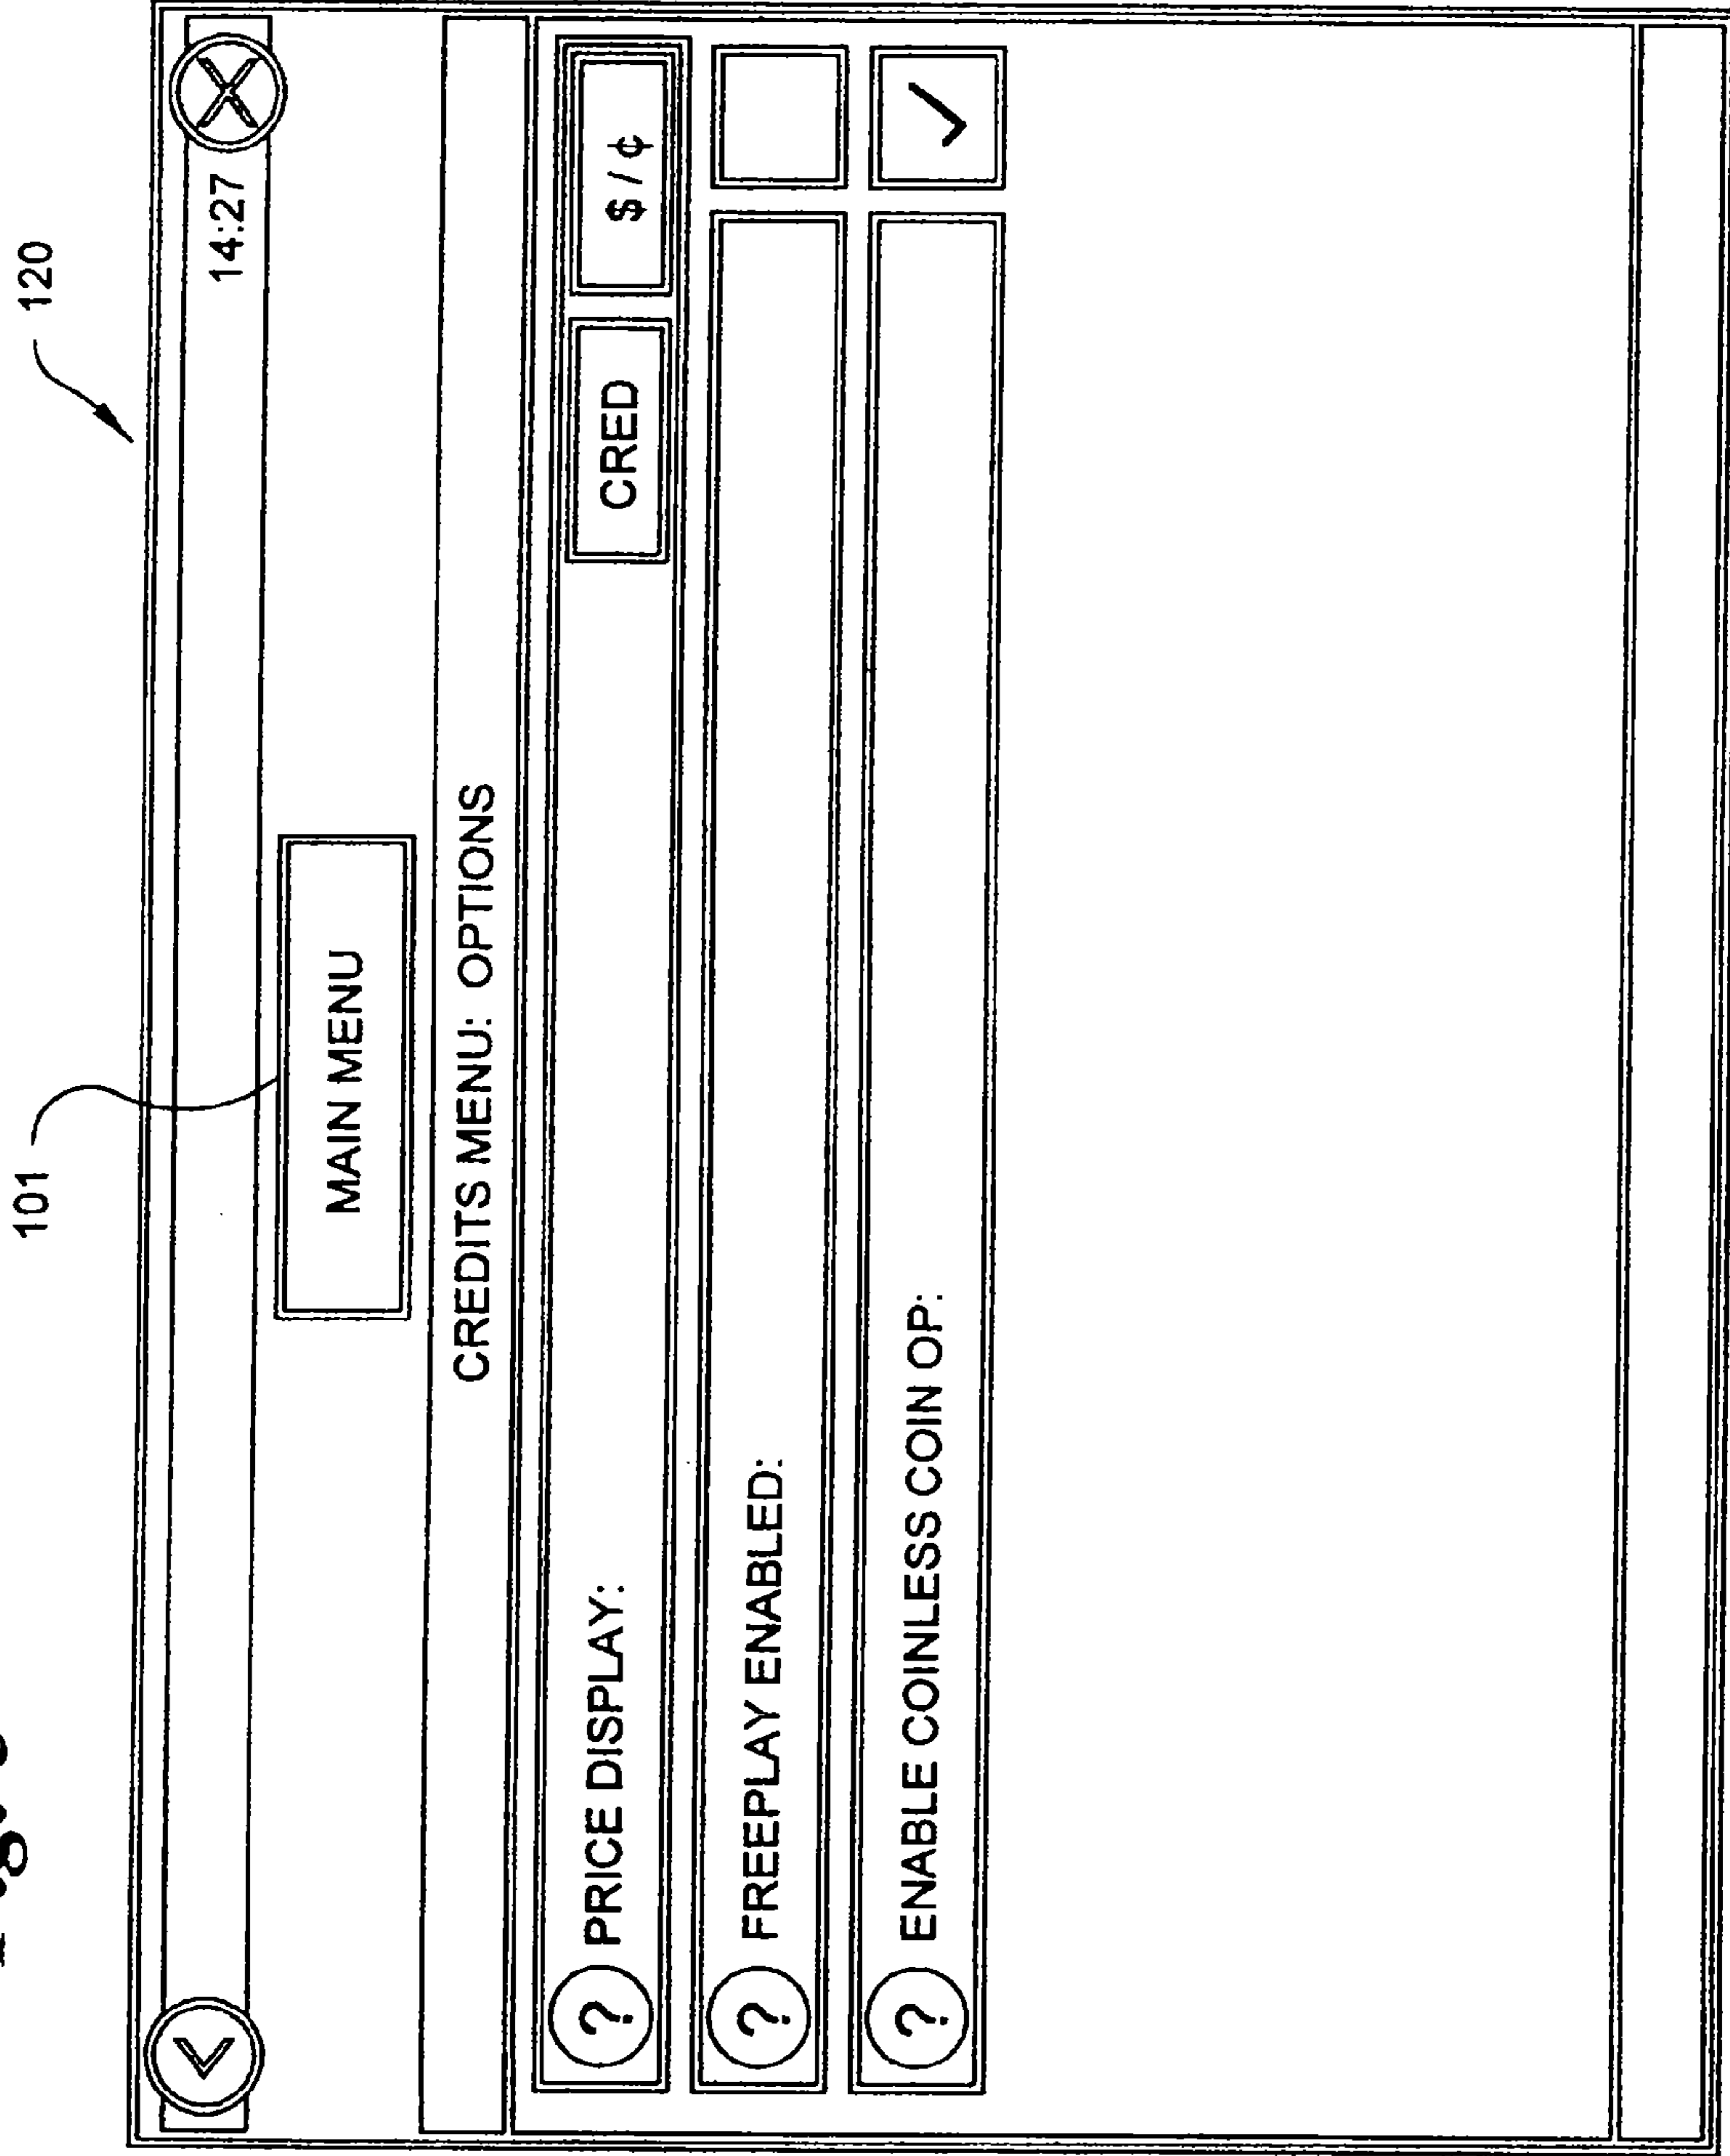 120
101
14:27
MAIN MENU
CREDITS MENU: OPTIONS
? PRICE DISPLAY: CRED $ / ¢
? FREEPLAY ENABLED:
? ENABLE COINLESS COIN OP: